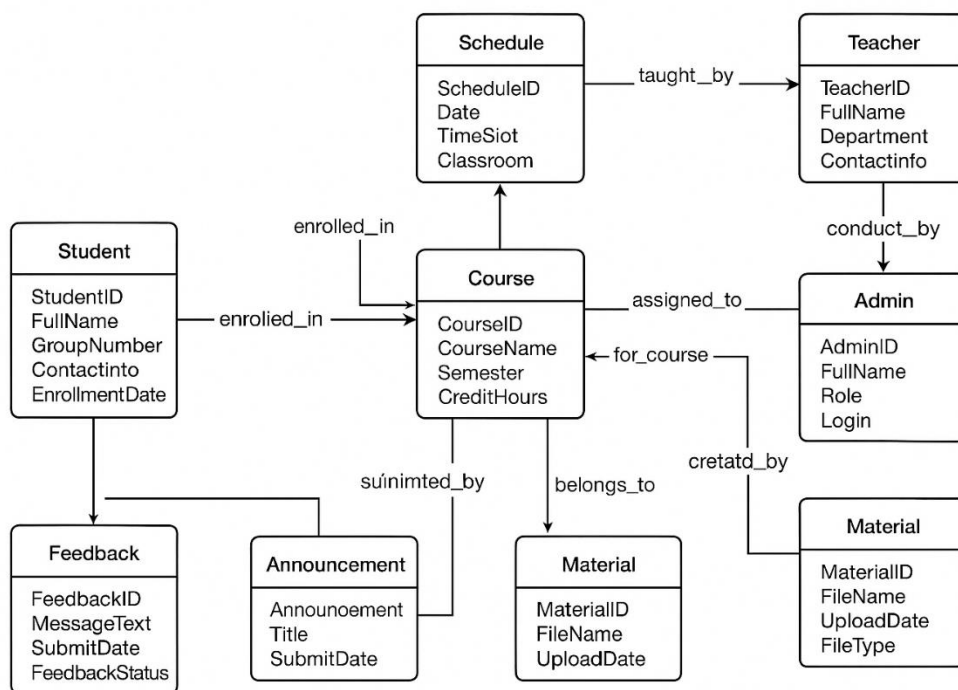 Schedule
ScheduleID
Date
TimeSiot
Classroom
taught_by
Teacher
TeacherID
FullName
Department
Contactinfo
conduct_by
Student
StudentID
FullName
GroupNumber
Contactinto
EnrollmentDate
enrolled_in
enrolied_in
Course
CourseID
CourseName
Semester
CreditHours
assigned_to
for_course
Admin
AdminID
FullName
Role
Login
cretatd_by
suṅimted_by
belongs_to
Feedback
FeedbackID
MessageText
SubmitDate
FeedbackStatus
Announcement
Announoement
Title
SubmitDate
Material
MaterialID
FileName
UploadDate
Material
MaterialID
FileName
UploadDate
FileType